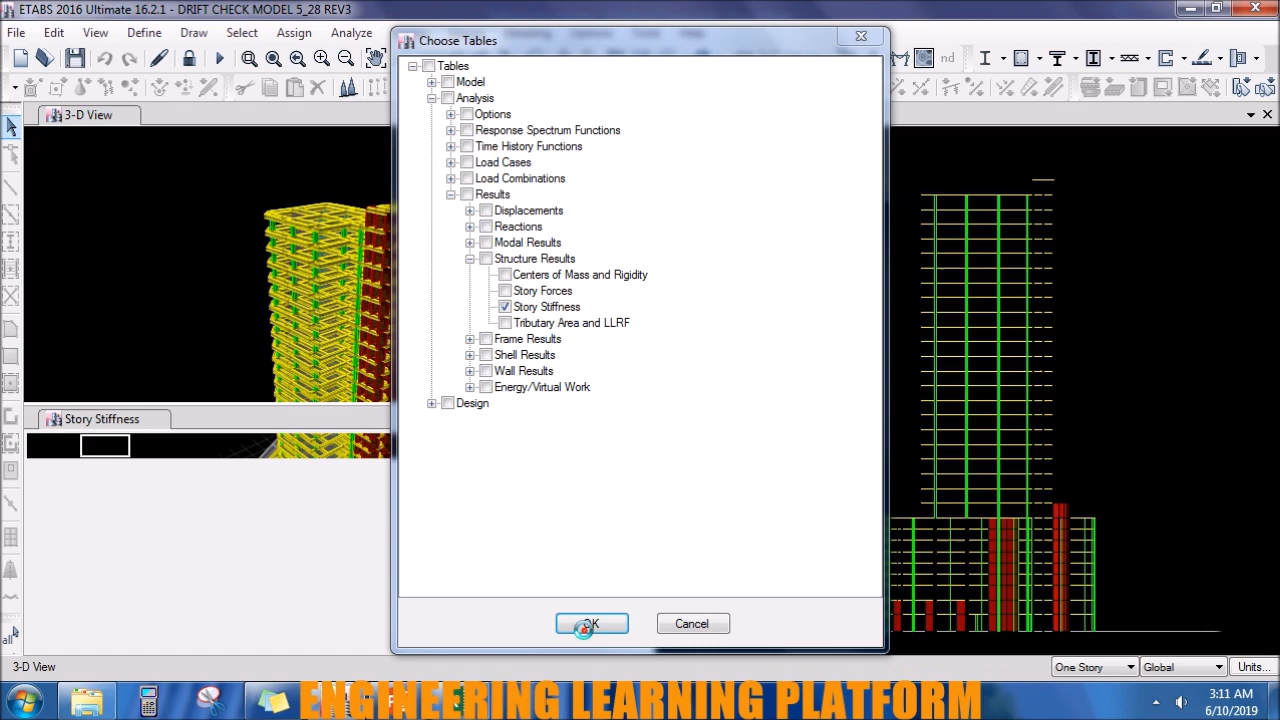 ETABS 2016 Ultimate 16.2.1 - DRIFT CHECK MODEL 5_28 REV3
File Edit View Define Draw Select Assign Analyze
Choose Tables
nd
3-D View
Story Stiffness
Tables
Model
Analysis
Options
Response Spectrum Functions
Time History Functions
Load Cases
Load Combinations
Results
Displacements
Reactions
Modal Results
Structure Results
Centers of Mass and Rigidity
Story Forces
Story Stiffness
Tributary Area and LLRF
Frame Results
Shell Results
Wall Results
Energy/Virtual Work
Design
OK Cancel
all
3-D View
One Story Global Units...
ENGINEERING LEARNING PLATFORM
3:11 AM
6/10/2019